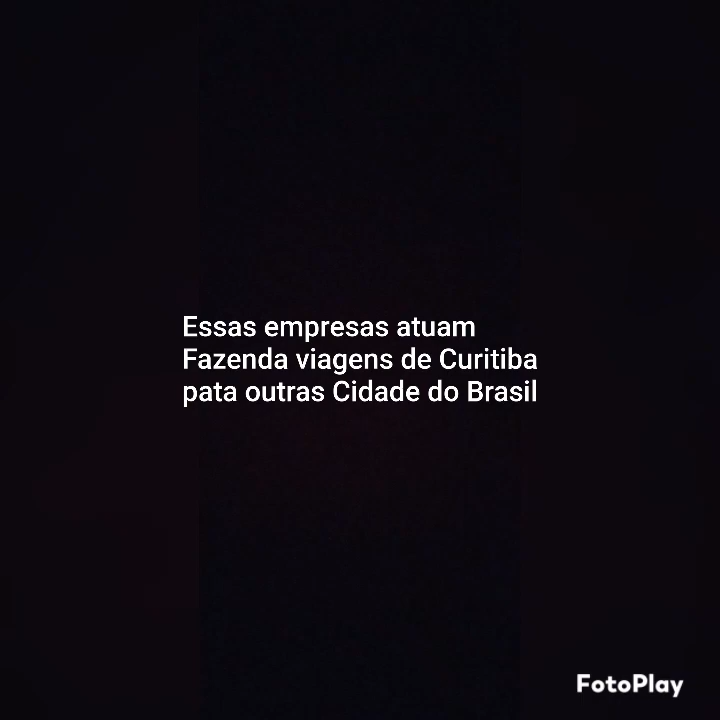 Essas empresas atuam
Fazenda viagens de Curitiba
pata outras Cidade do Brasil
FotoPlay